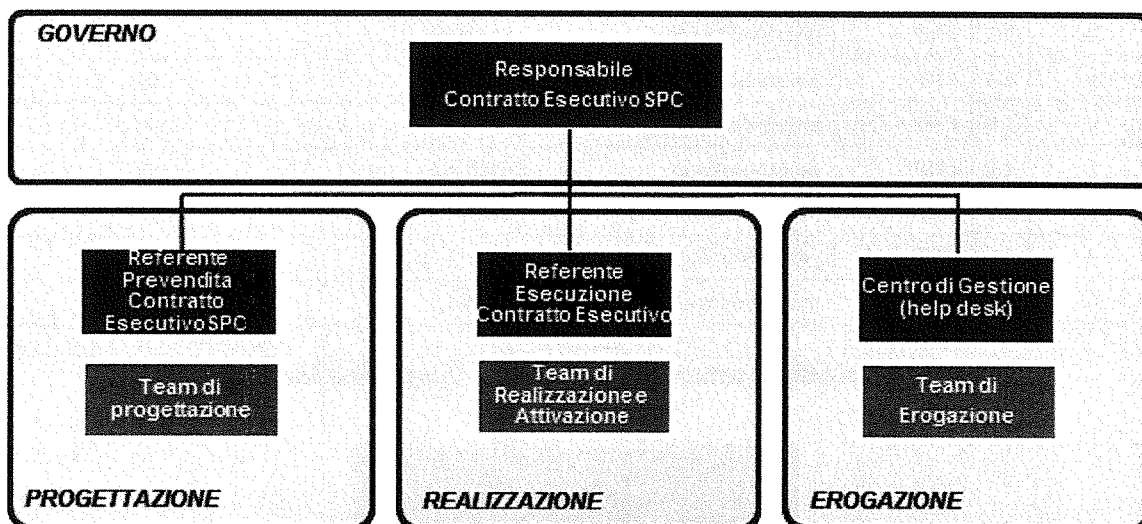 GOVERNO
Responsabile
Contratto Esecutivo SPC
Referente
Prevendita
Contratto
Esecutivo SPC
Team di
progettazione
PROGETTAZIONE
Referente
Esecuzione
Contratto Esecutivo
Team di
Realizzazione e
Attivazione
REALIZZAZIONE
Centro di Gestione
(help desk)
Team di
Erogazione
EROGAZIONE